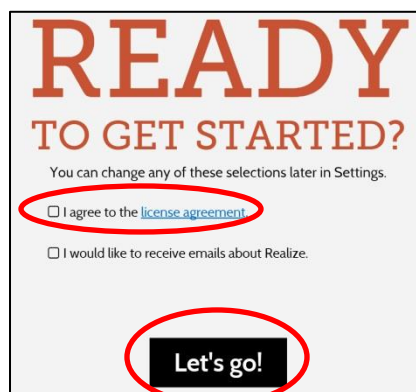 READY
TO GET STARTED?
You can change any of these selections later in Settings.
I agree to the license agreement.
I would like to receive emails about Realize.
Let's go!